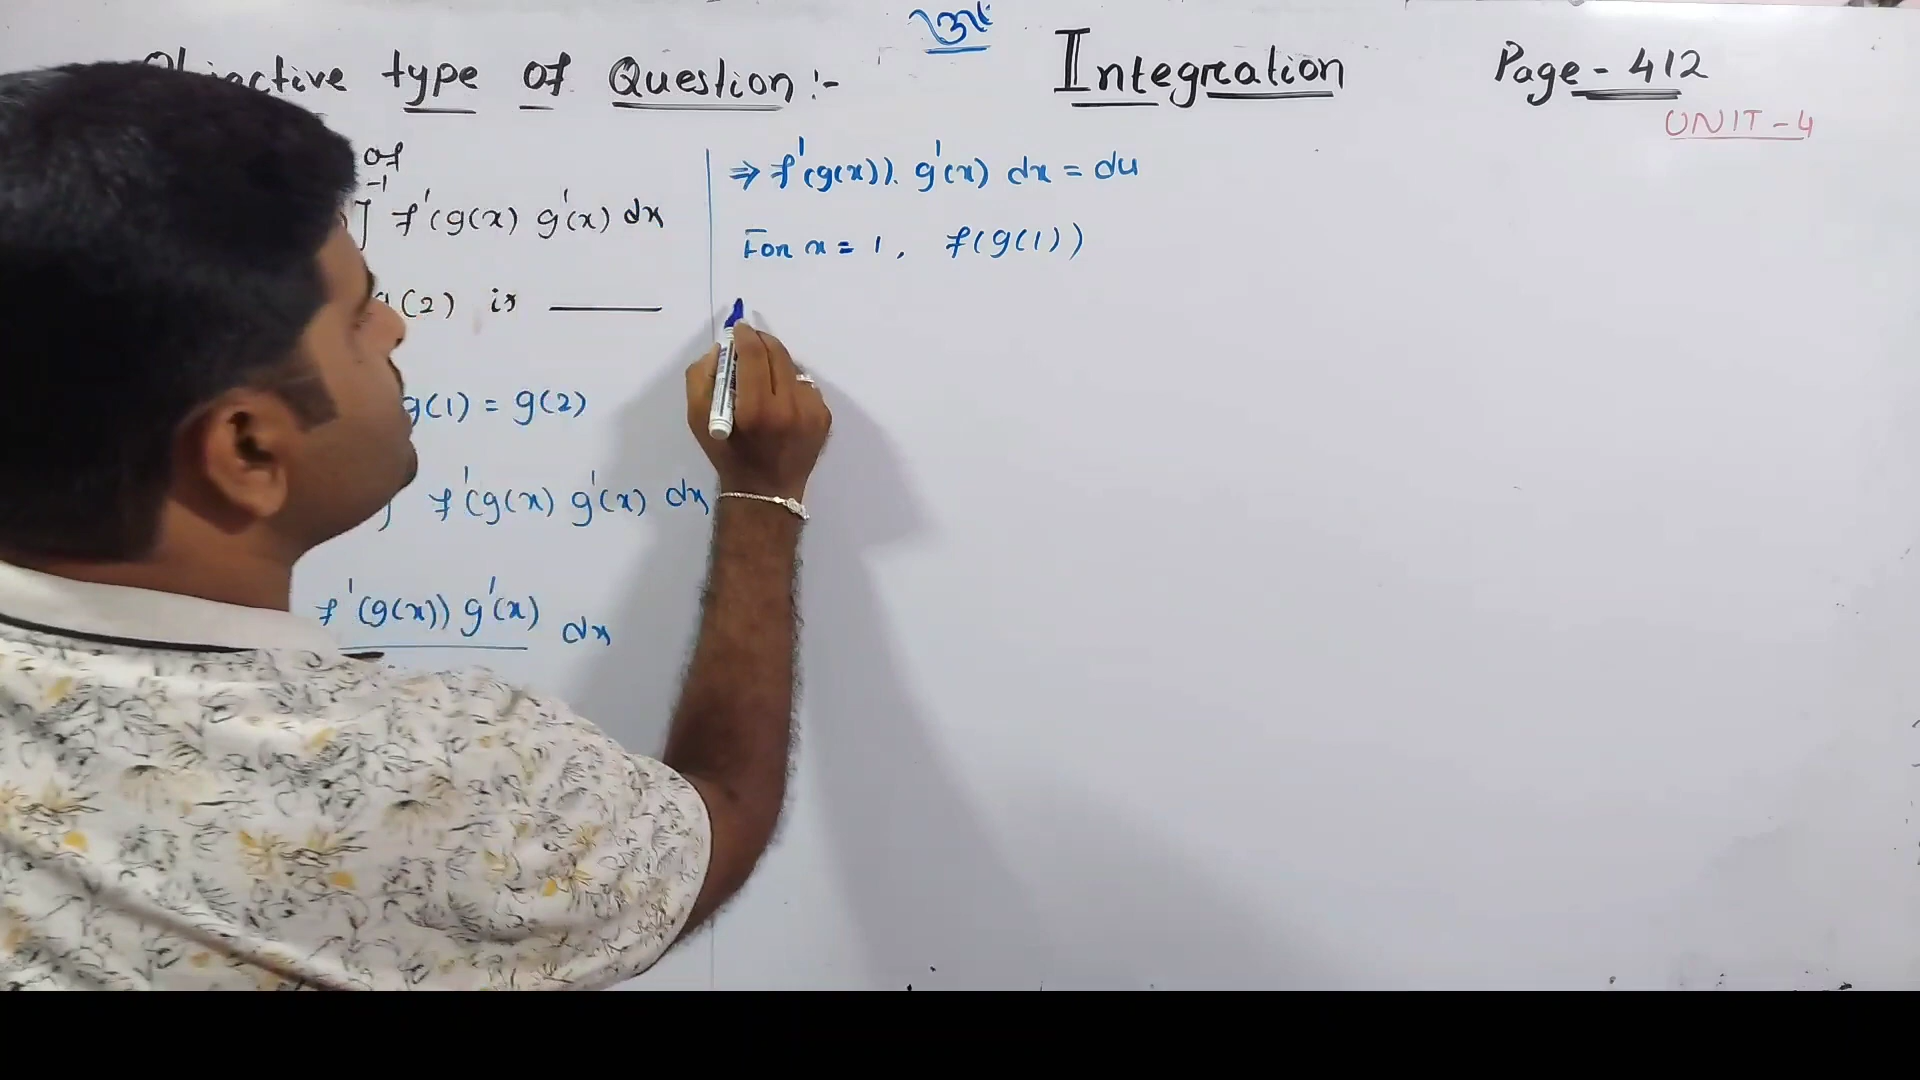 ॐ
Objective type of Question :-
Integration
Page - 412
UNIT - 4
of
]⁻¹ f'(g(x) g'(x) dx
g(2) is ______
g(1) = g(2)
f'(g(x) g'(x) dx
f'(g(x)) g'(x) dx
⇒ f'(g(x)). g'(x) dx = du
For x = 1, f(g(1))